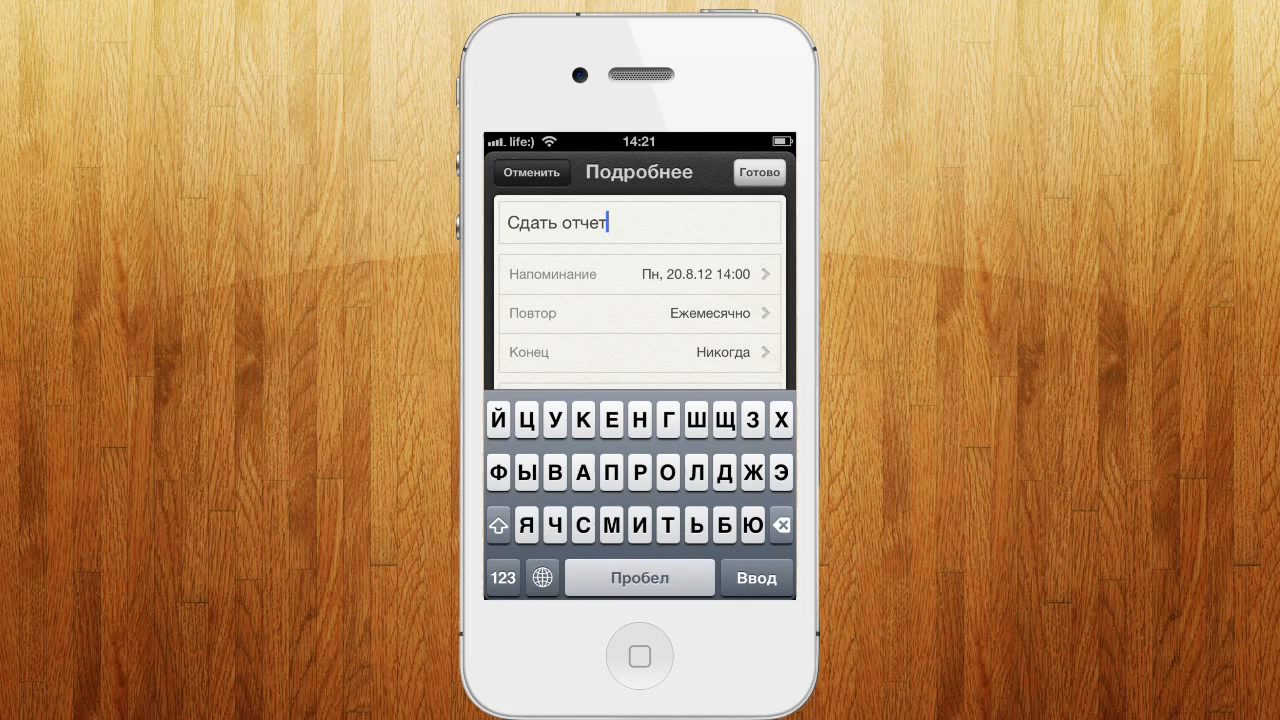 life:) 14:21
Отменить Подробнее Готово
Сдать отчет
Напоминание Пн, 20.8.12 14:00
Повтор Ежемесячно
Конец Никогда
Й Ц У К Е Н Г Ш Щ З Х
Ф Ы В А П Р О Л Д Ж Э
Я Ч С М И Т Ь Б Ю
123 Пробел Ввод